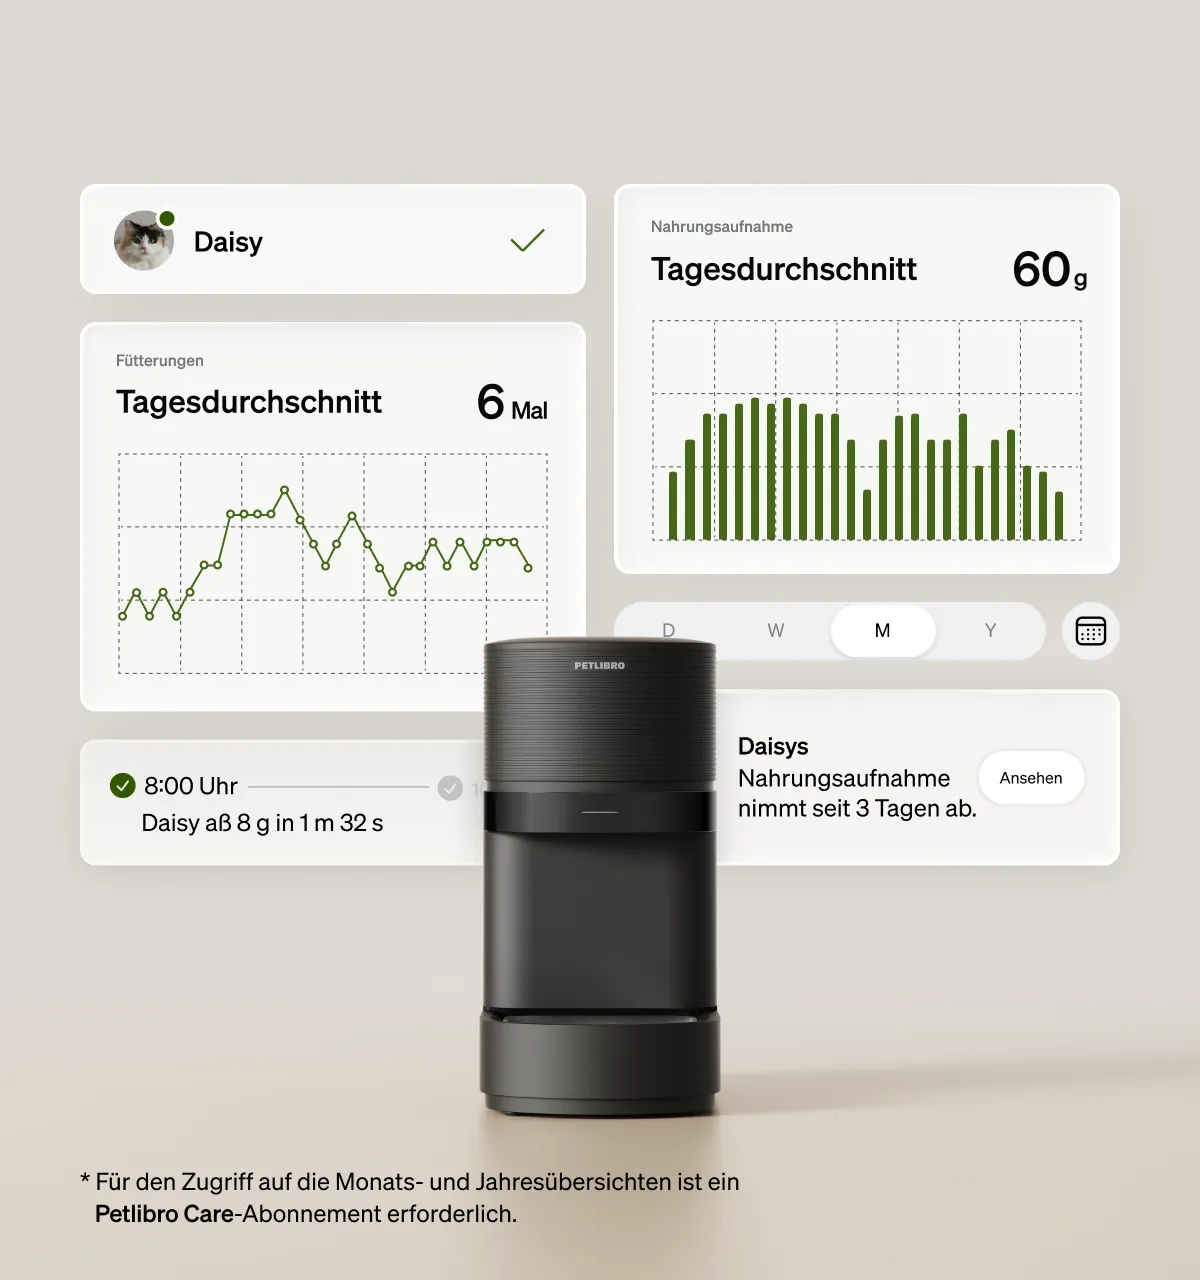 Daisy
Fütterungen
Tagesdurchschnitt
6 Mal
Nahrungsaufnahme
Tagesdurchschnitt
60 g
D W M Y
PETLIBRO
8:00 Uhr
Daisy aß 8 g in 1 m 32 s
Daisys
Nahrungsaufnahme
nimmt seit 3 Tagen ab.
Ansehen
* Für den Zugriff auf die Monats- und Jahresübersichten ist ein
Petlibro Care-Abonnement erforderlich.